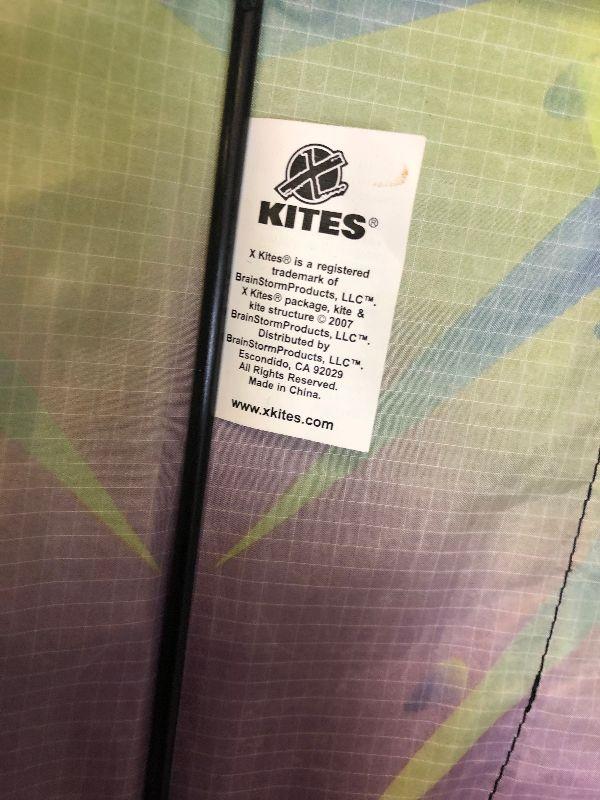 X
KITES®
X Kites® is a registered
trademark of
BrainStormProducts, LLC™.
X Kites® package, kite &
kite structure © 2007
BrainStormProducts, LLC™.
Distributed by
BrainStormProducts, LLC™.
Escondido, CA 92029
All Rights Reserved.
Made in China.
www.xkites.com